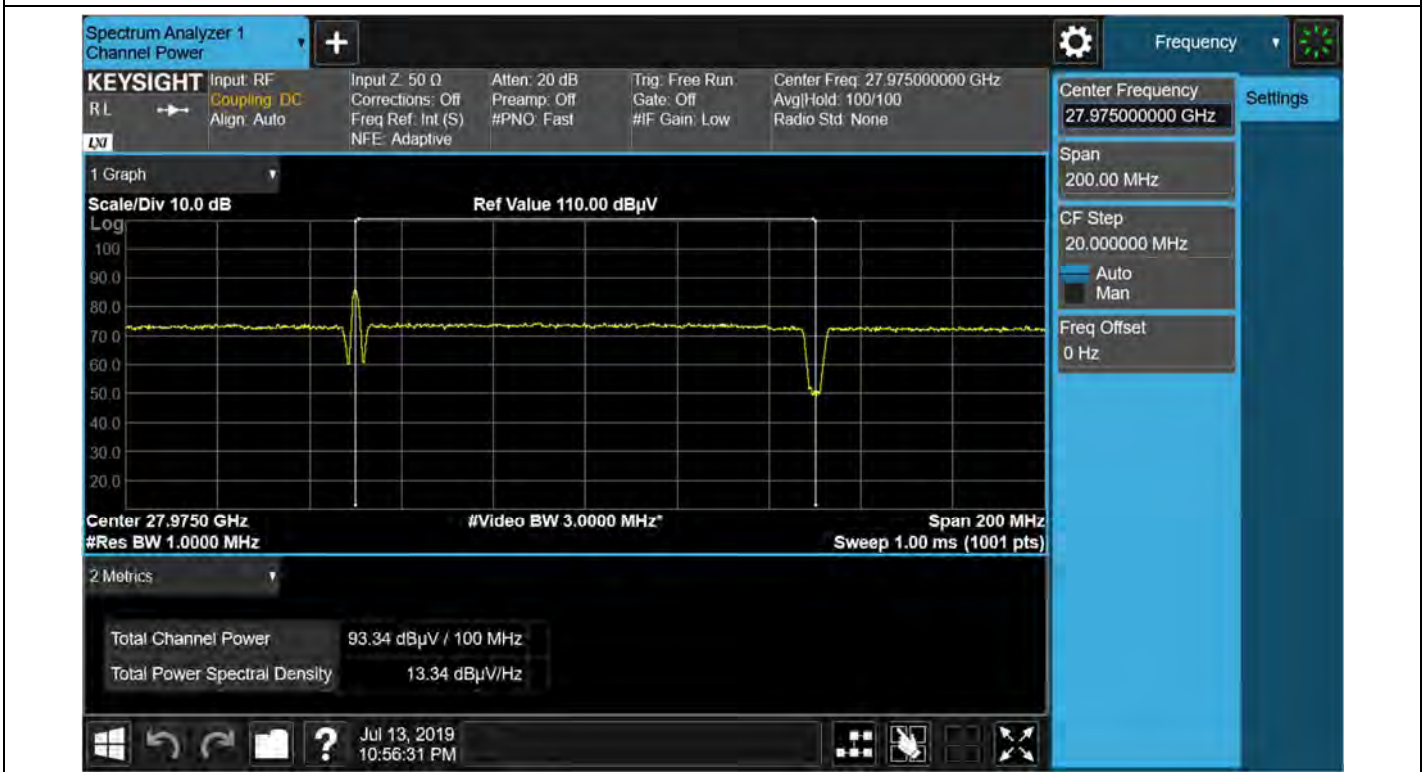 Spectrum Analyzer 1
Channel Power
+
Frequency
KEYSIGHT
RL
LXI
Input: RF
Coupling: DC
Align: Auto
Input Z: 50 Ω
Corrections: Off
Freq Ref: Int (S)
NFE: Adaptive
Atten: 20 dB
Preamp: Off
#PNO: Fast
Trig: Free Run
Gate: Off
#IF Gain: Low
Center Freq: 27.975000000 GHz
Avg|Hold: 100/100
Radio Std: None
Center Frequency
27.975000000 GHz
Settings
Span
200.00 MHz
CF Step
20.000000 MHz
Auto
Man
Freq Offset
0 Hz
1 Graph
Scale/Div 10.0 dB
Ref Value 110.00 dBµV
Log
100
90.0
80.0
70.0
60.0
50.0
40.0
30.0
20.0
Center 27.9750 GHz
#Video BW 3.0000 MHz*
Span 200 MHz
#Res BW 1.0000 MHz
Sweep 1.00 ms (1001 pts)
2 Metrics
Total Channel Power 93.34 dBµV / 100 MHz
Total Power Spectral Density 13.34 dBµV/Hz
?
Jul 13, 2019
10:56:31 PM